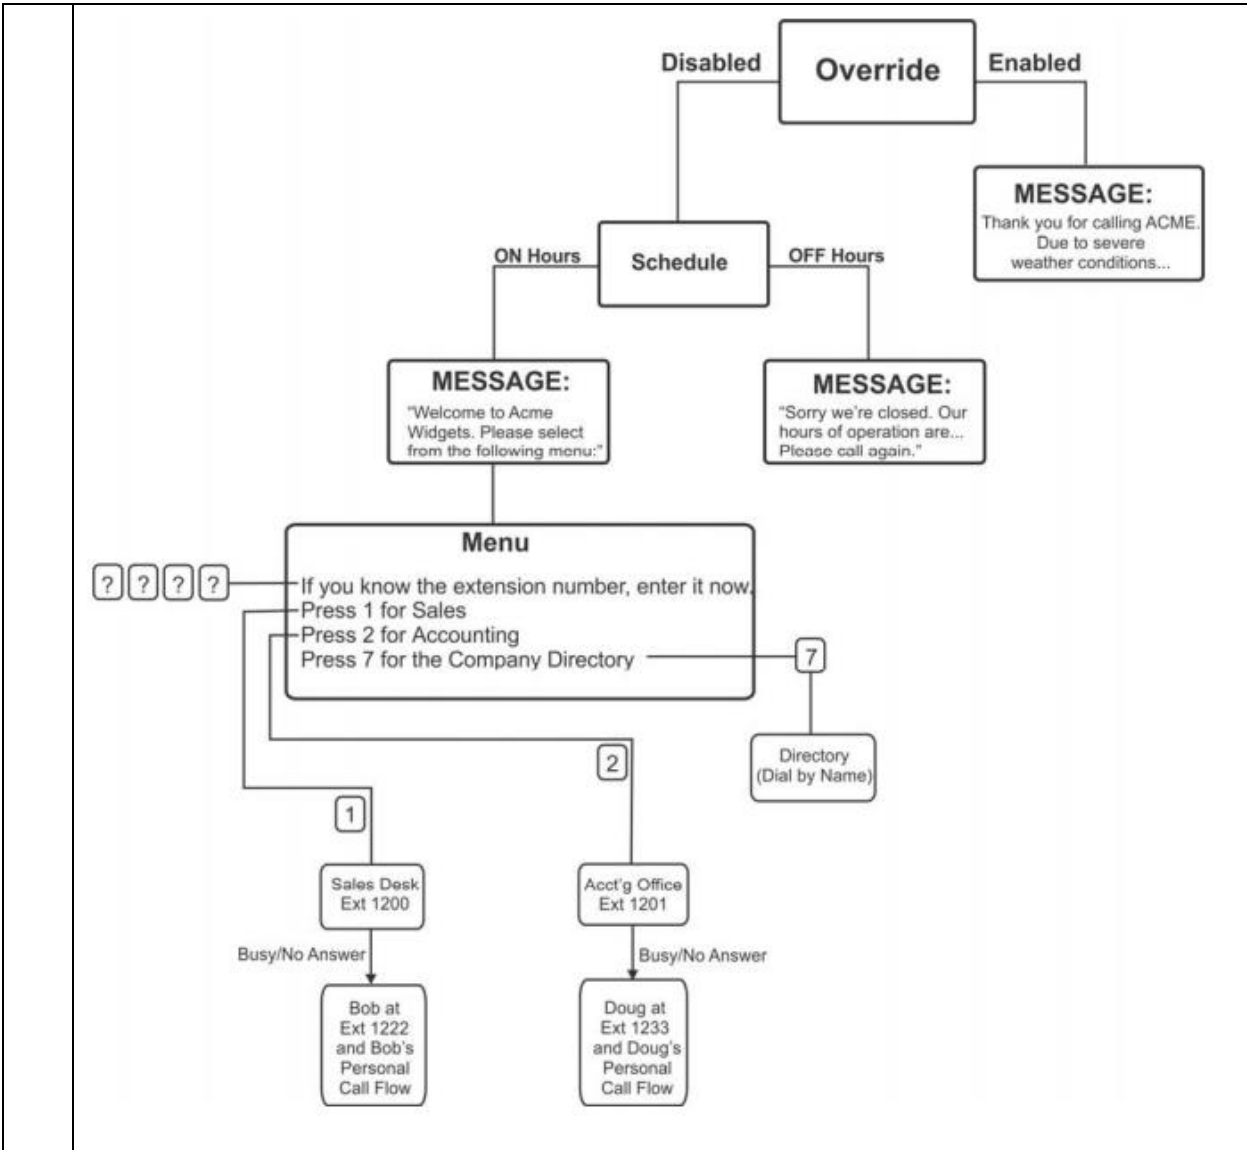 Disabled
Override
Enabled
MESSAGE:
Thank you for calling ACME.
Due to severe
weather conditions...
ON Hours
Schedule
OFF Hours
MESSAGE:
“Welcome to Acme
Widgets. Please select
from the following menu:”
MESSAGE:
“Sorry we’re closed. Our
hours of operation are...
Please call again.”
Menu
? ? ? ?
If you know the extension number, enter it now.
Press 1 for Sales
Press 2 for Accounting
Press 7 for the Company Directory
7
Directory
(Dial by Name)
2
1
Sales Desk
Ext 1200
Acct’g Office
Ext 1201
Busy/No Answer
Busy/No Answer
Bob at
Ext 1222
and Bob’s
Personal
Call Flow
Doug at
Ext 1233
and Doug’s
Personal
Call Flow